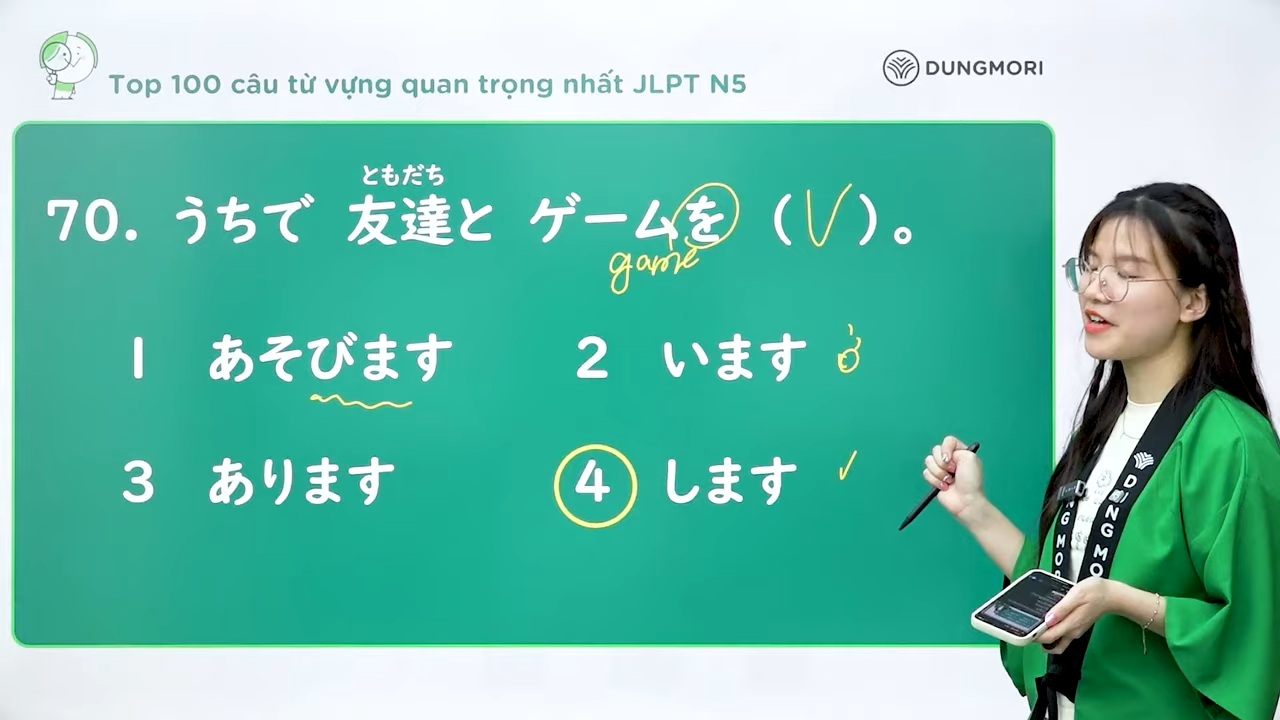 Top 100 câu từ vựng quan trọng nhất JLPT N5
DUNGMORI
ともだち
70. うちで 友達と ゲームを ( V )。
game
1 あそびます 2 います ở
3 あります 4 します ✓